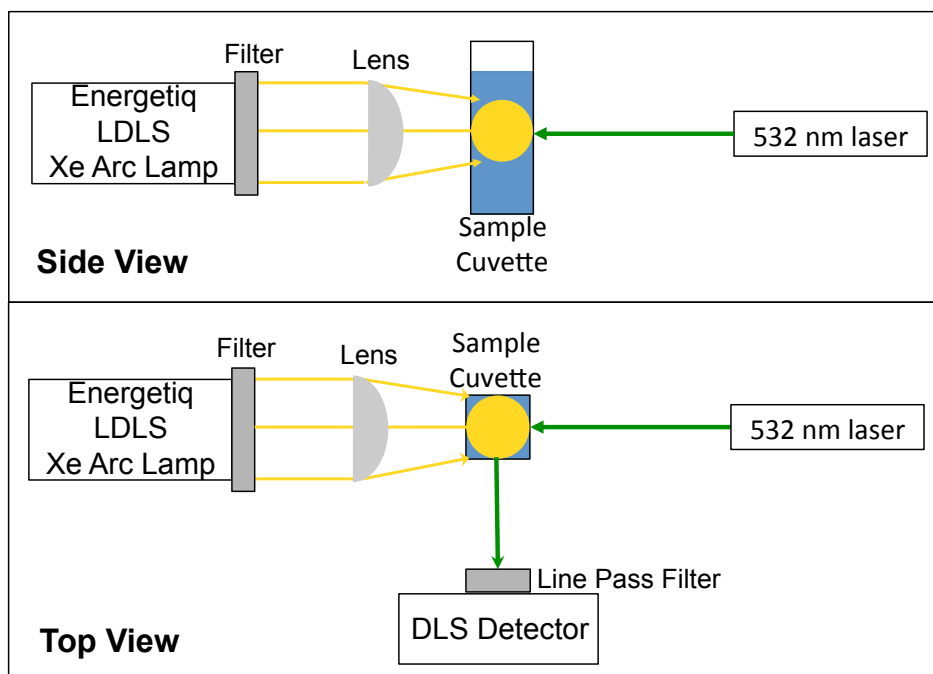 Filter
Lens
Energetiq
LDLS
Xe Arc Lamp
532 nm laser
Sample
Cuvette
Side View
Filter
Lens
Sample
Cuvette
Energetiq
LDLS
Xe Arc Lamp
532 nm laser
Line Pass Filter
DLS Detector
Top View